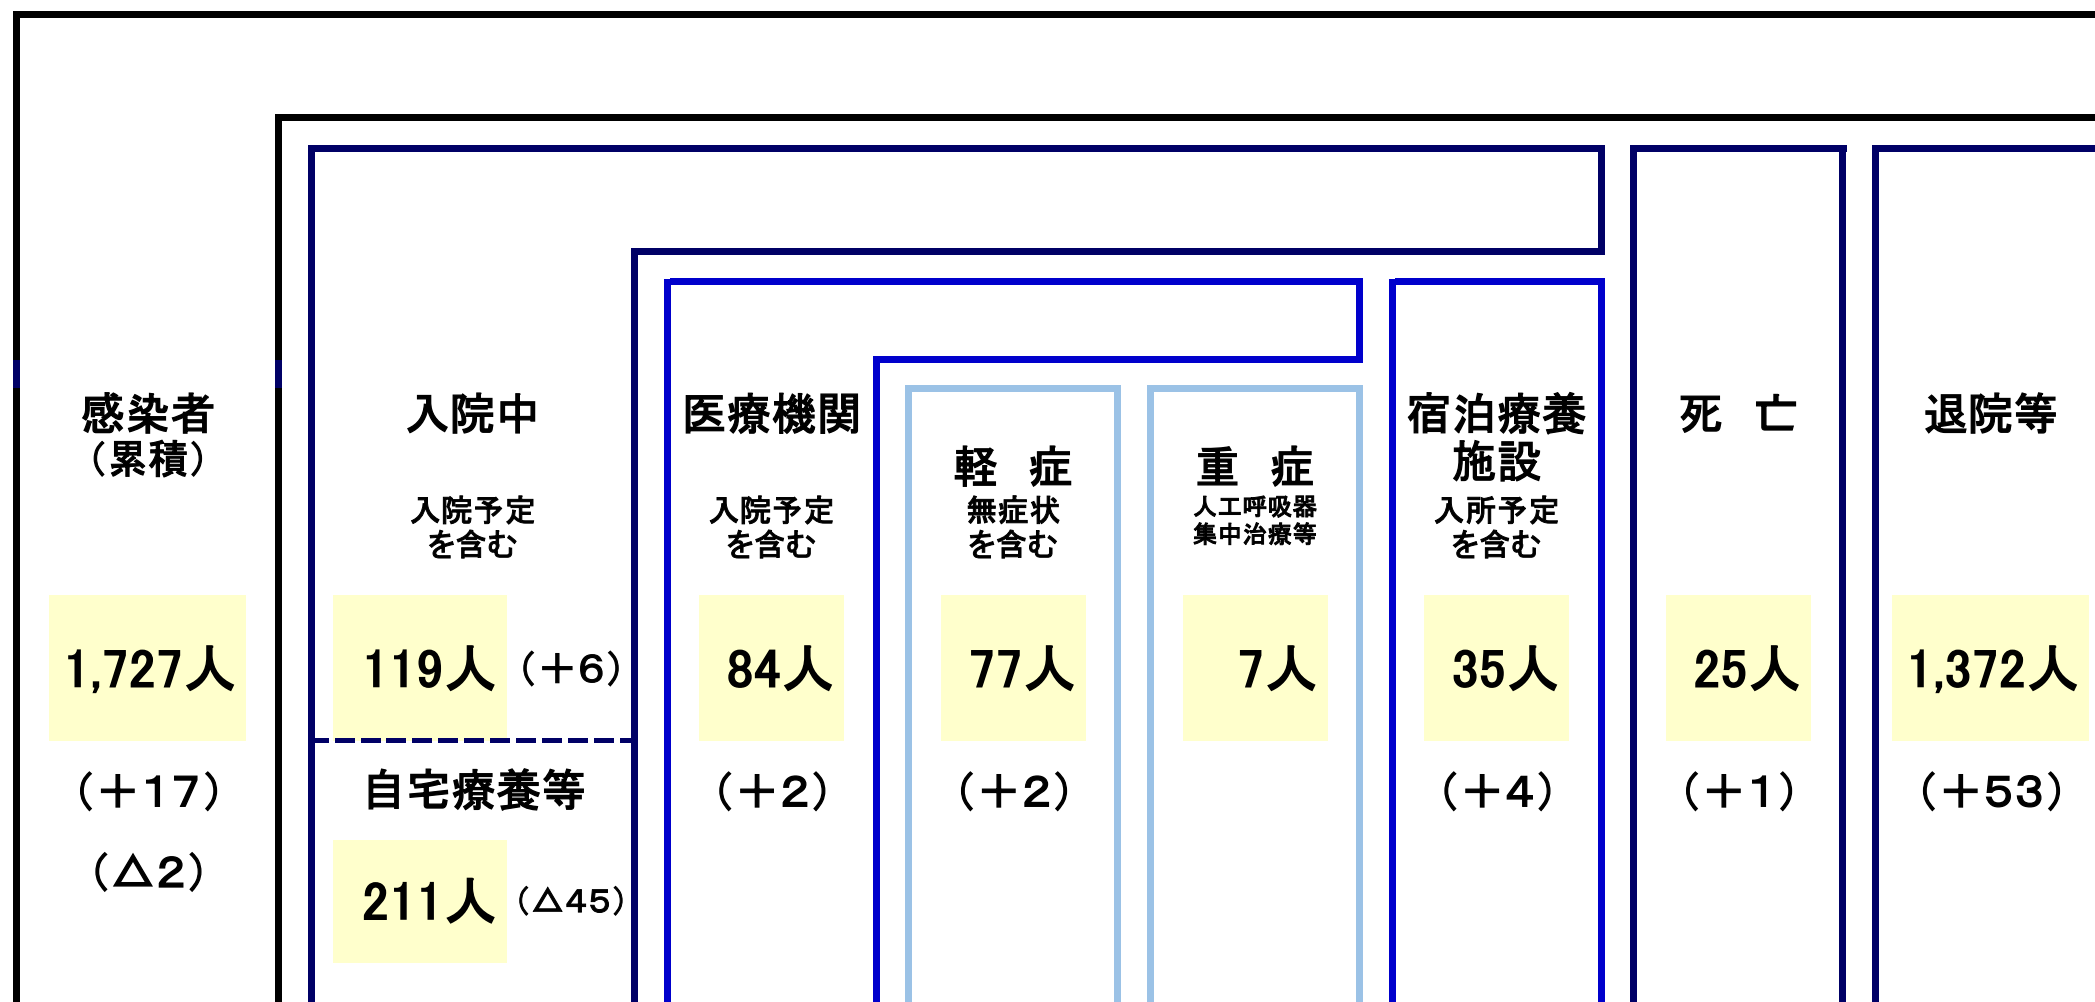 感染者
（累積）
1,727人
（＋17）
（△2）
入院中
入院予定
を含む
119人（＋6）
自宅療養等
211人（△45）
医療機関
入院予定
を含む
84人
（＋2）
軽 症
無症状
を含む
77人
（＋2）
重 症
人工呼吸器
集中治療等
7人
宿泊療養
施設
入所予定
を含む
35人
（＋4）
死 亡
25人
（＋1）
退院等
1,372人
（＋53）